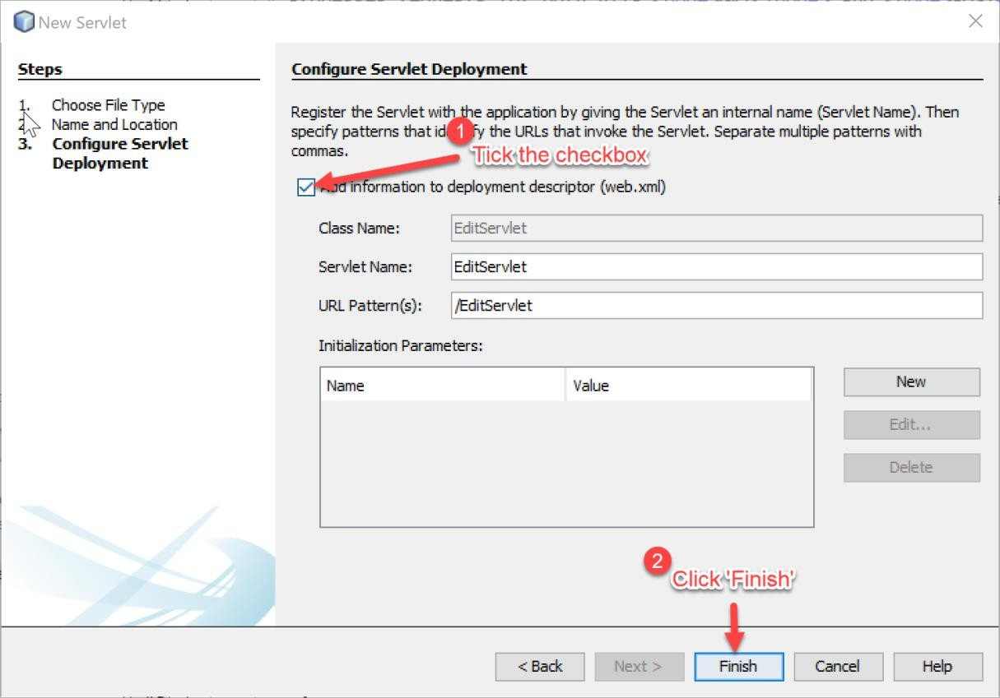 New Servlet
Steps
1. Choose File Type
2. Name and Location
3. Configure Servlet
Deployment
Configure Servlet Deployment
Register the Servlet with the application by giving the Servlet an internal name (Servlet Name). Then
specify patterns that identify the URLs that invoke the Servlet. Separate multiple patterns with
commas.
1
Tick the checkbox
Add information to deployment descriptor (web.xml)
Class Name: EditServlet
Servlet Name: EditServlet
URL Pattern(s): /EditServlet
Initialization Parameters:
Name Value
New
Edit...
Delete
2
Click 'Finish'
< Back Next > Finish Cancel Help